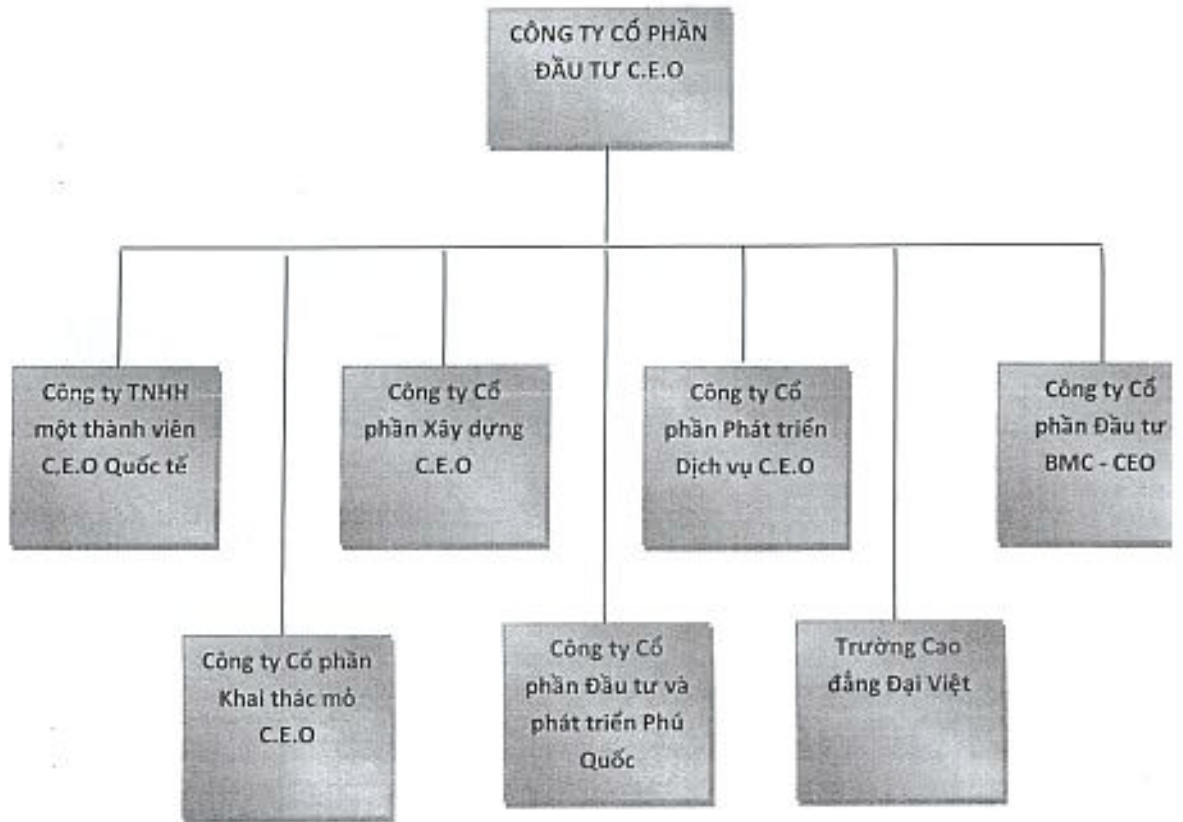 CÔNG TY CỔ PHẦN
ĐẦU TƯ C.E.O
Công ty TNHH
một thành viên
C.E.O Quốc tế
Công ty Cổ
phần Xây dựng
C.E.O
Công ty Cổ
phần Phát triển
Dịch vụ C.E.O
Công ty Cổ
phần Đầu tư
BMC - CEO
Công ty Cổ phần
Khai thác mỏ
C.E.O
Công ty Cổ
phần Đầu tư và
phát triển Phú
Quốc
Trường Cao
đẳng Đại Việt